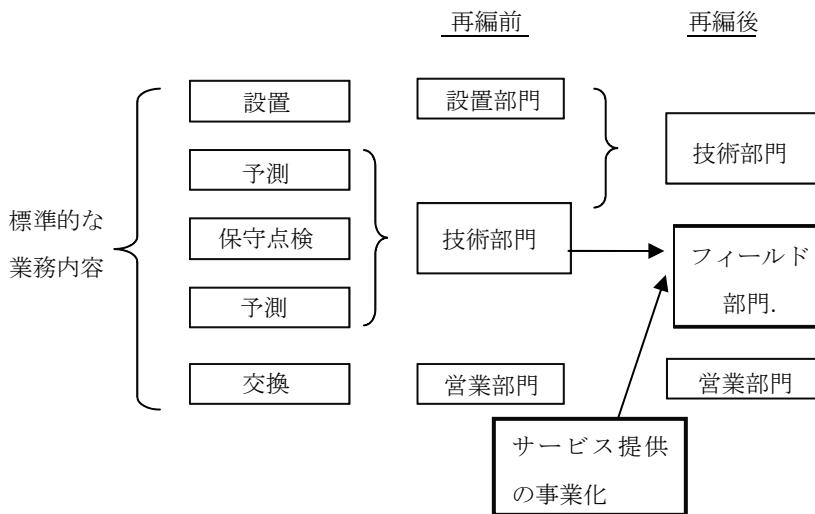 再編前
再編後
標準的な
業務内容
設置
予測
保守点検
予測
交換
設置部門
技術部門
営業部門
技術部門
フィールド
部門.
営業部門
サービス提供
の事業化